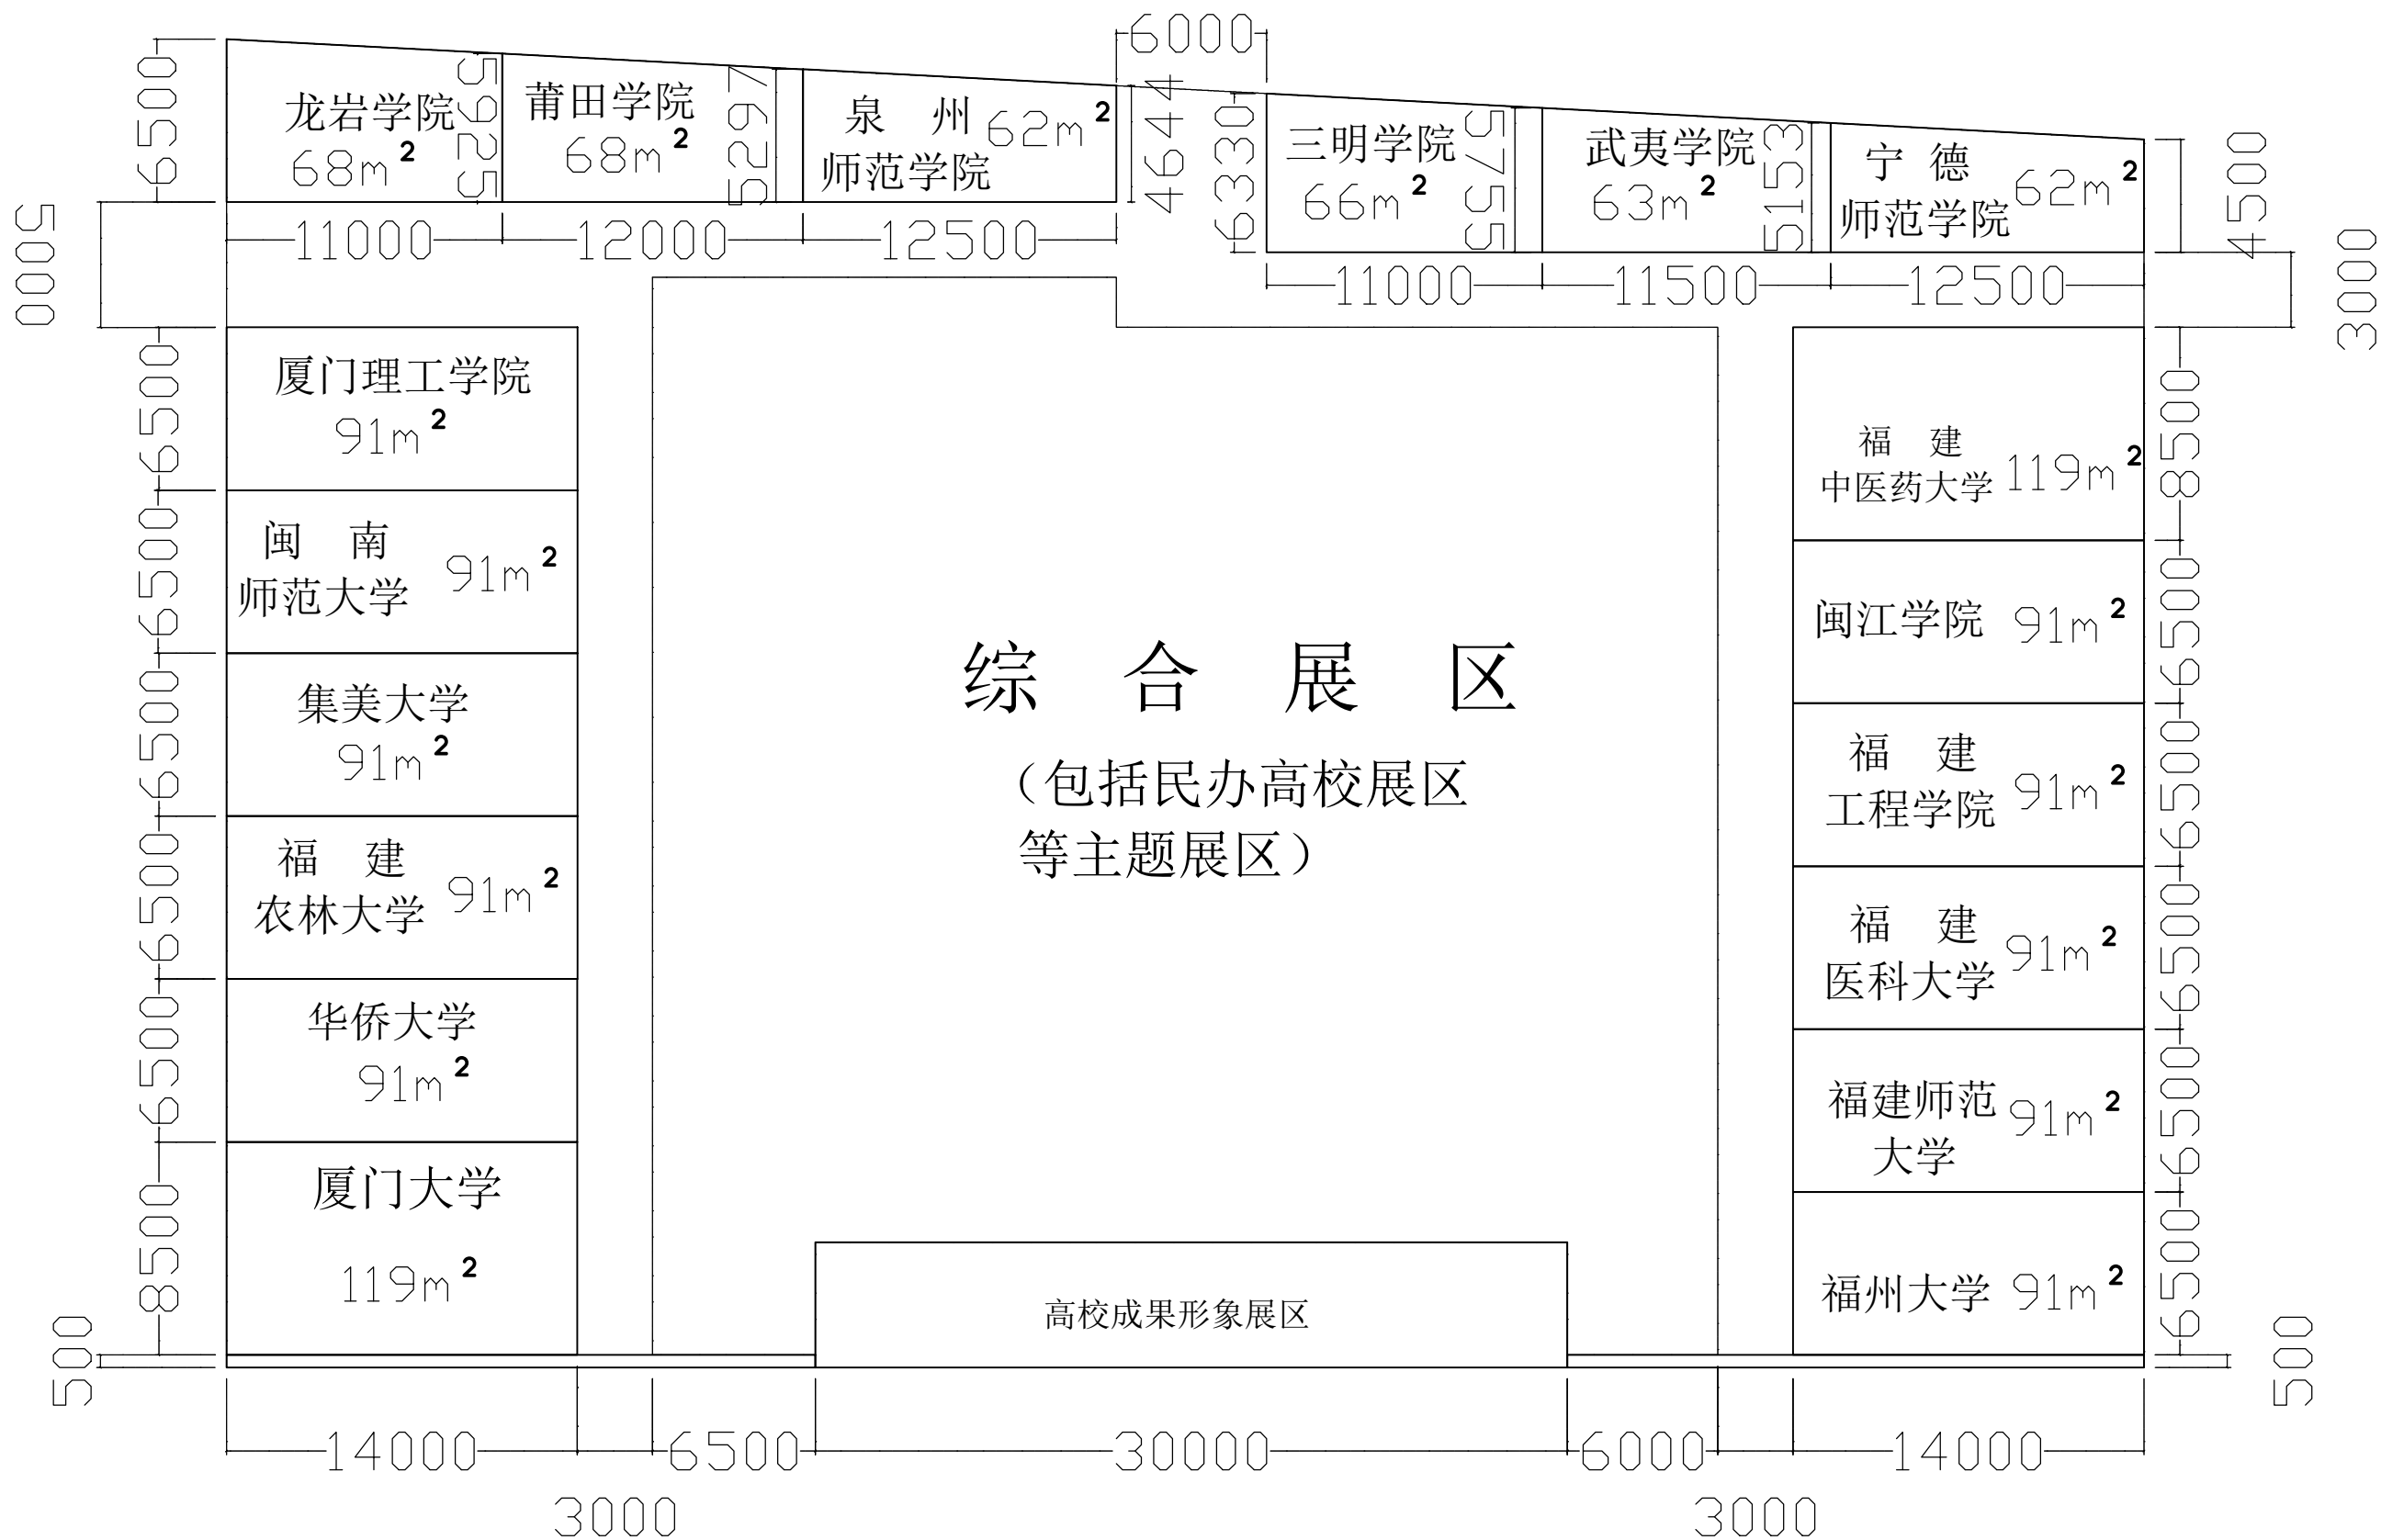 6000
6500
龙岩学院
68m²
5926
莆田学院
68m²
5297
泉 州
师范学院
62m²
4644
6330
三明学院
66m²
5755
武夷学院
63m²
5153
宁 德
师范学院
62m²
4500
5000
11000
12000
12500
11000
11500
12500
3000
6500
厦门理工学院
91m²
6500
闽 南
师范大学
91m²
6500
集美大学
91m²
6500
福 建
农林大学
91m²
6500
华侨大学
91m²
8500
厦门大学
119m²
500
综 合 展 区
(包括民办高校展区
等主题展区)
高校成果形象展区
福 建
中医药大学
119m²
8500
闽江学院
91m²
6500
福 建
工程学院
91m²
6500
福 建
医科大学
91m²
6500
福建师范
大学
91m²
6500
福州大学
91m²
6500
500
14000
6500
30000
6000
14000
3000
3000